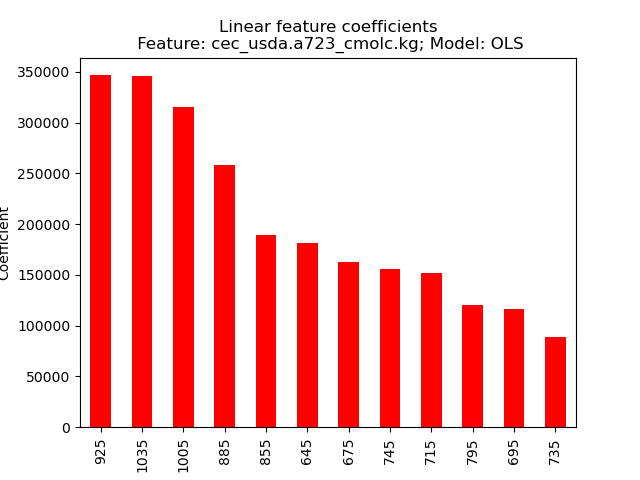 Linear feature coefficients
Feature: cec_usda.a723_cmolc.kg; Model: OLS
350000
300000
250000
200000
150000
100000
50000
0
Coefficient
925 1035 1005 885 855 645 675 745 715 795 695 735